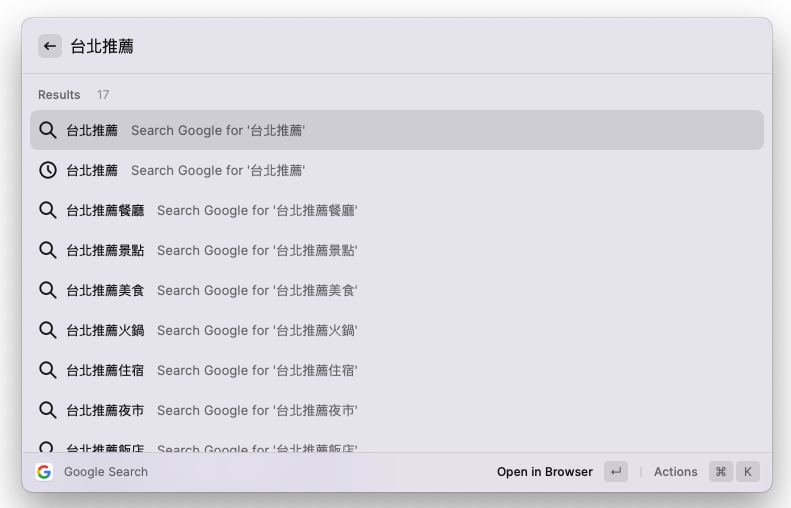 台北推薦
Results 17
台北推薦 Search Google for '台北推薦'
台北推薦 Search Google for '台北推薦'
台北推薦餐廳 Search Google for '台北推薦餐廳'
台北推薦景點 Search Google for '台北推薦景點'
台北推薦美食 Search Google for '台北推薦美食'
台北推薦火鍋 Search Google for '台北推薦火鍋'
台北推薦住宿 Search Google for '台北推薦住宿'
台北推薦夜市 Search Google for '台北推薦夜市'
台北推薦飯店 Search Google for '台北推薦飯店'
Google Search Open in Browser ↵ | Actions ⌘ K